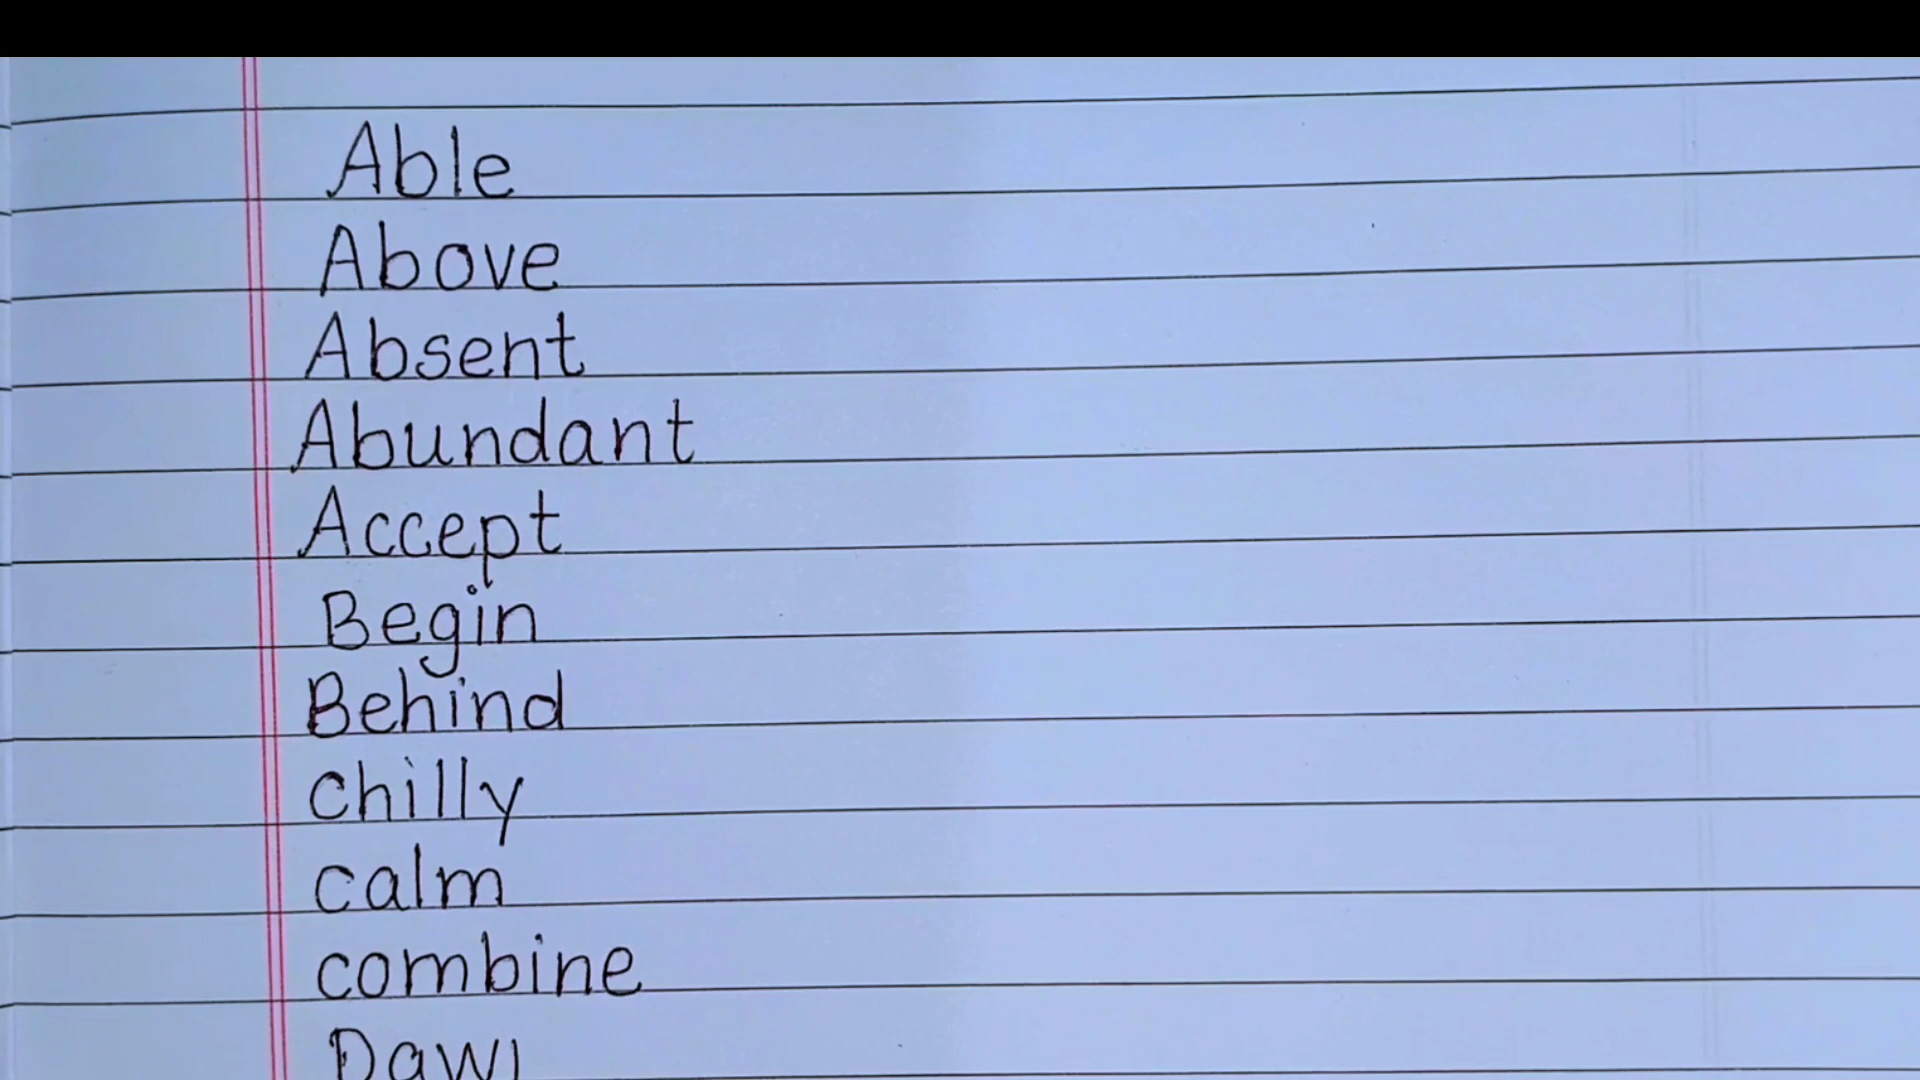 Able
Above
Absent
Abundant
Accept
Begin
Behind
chilly
calm
combine